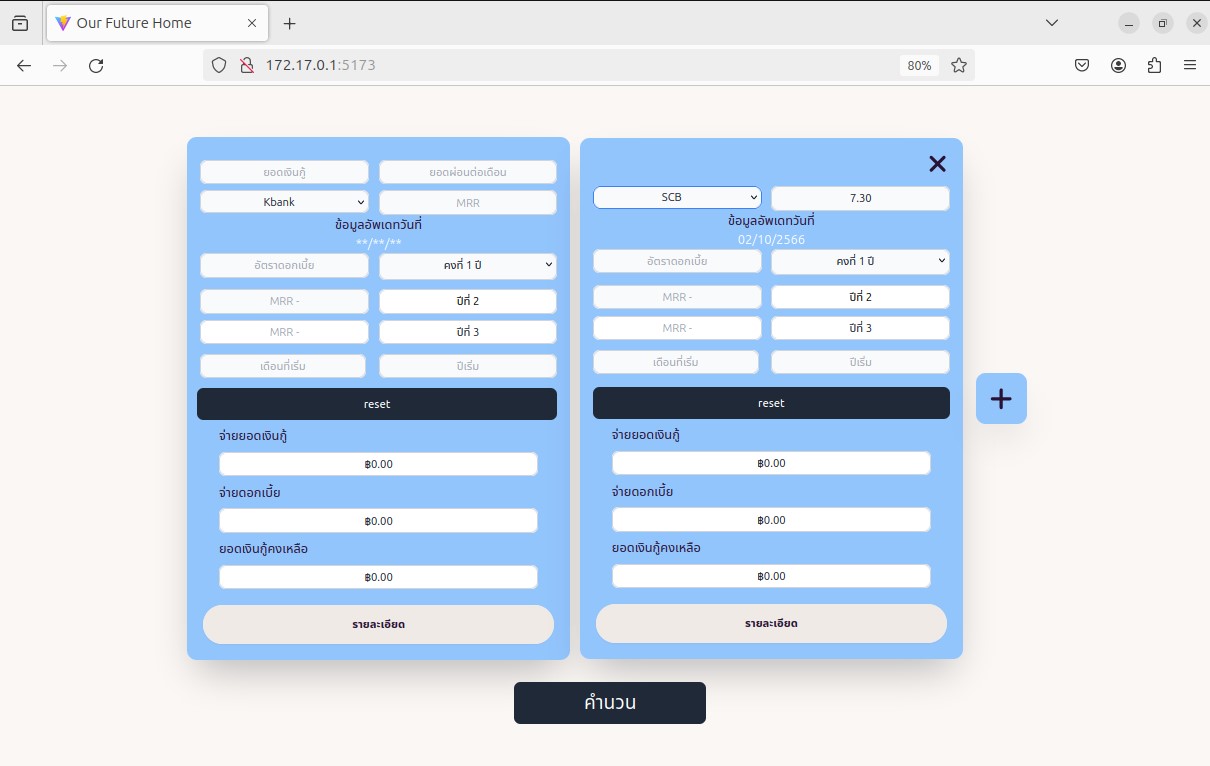 Our Future Home
172.17.0.1:5173
80%
ยอดเงินกู้ ยอดผ่อนต่อเดือน
Kbank MRR
ข้อมูลอัพเดทวันที่
**/**/**
อัตราดอกเบี้ย คงที่ 1 ปี
MRR - ปีที่ 2
MRR - ปีที่ 3
เดือนที่เริ่ม ปีเริ่ม
reset
จ่ายยอดเงินกู้
฿0.00
จ่ายดอกเบี้ย
฿0.00
ยอดเงินกู้คงเหลือ
฿0.00
รายละเอียด
SCB 7.30
ข้อมูลอัพเดทวันที่
02/10/2566
อัตราดอกเบี้ย คงที่ 1 ปี
MRR - ปีที่ 2
MRR - ปีที่ 3
เดือนที่เริ่ม ปีเริ่ม
reset
จ่ายยอดเงินกู้
฿0.00
จ่ายดอกเบี้ย
฿0.00
ยอดเงินกู้คงเหลือ
฿0.00
รายละเอียด
คำนวน